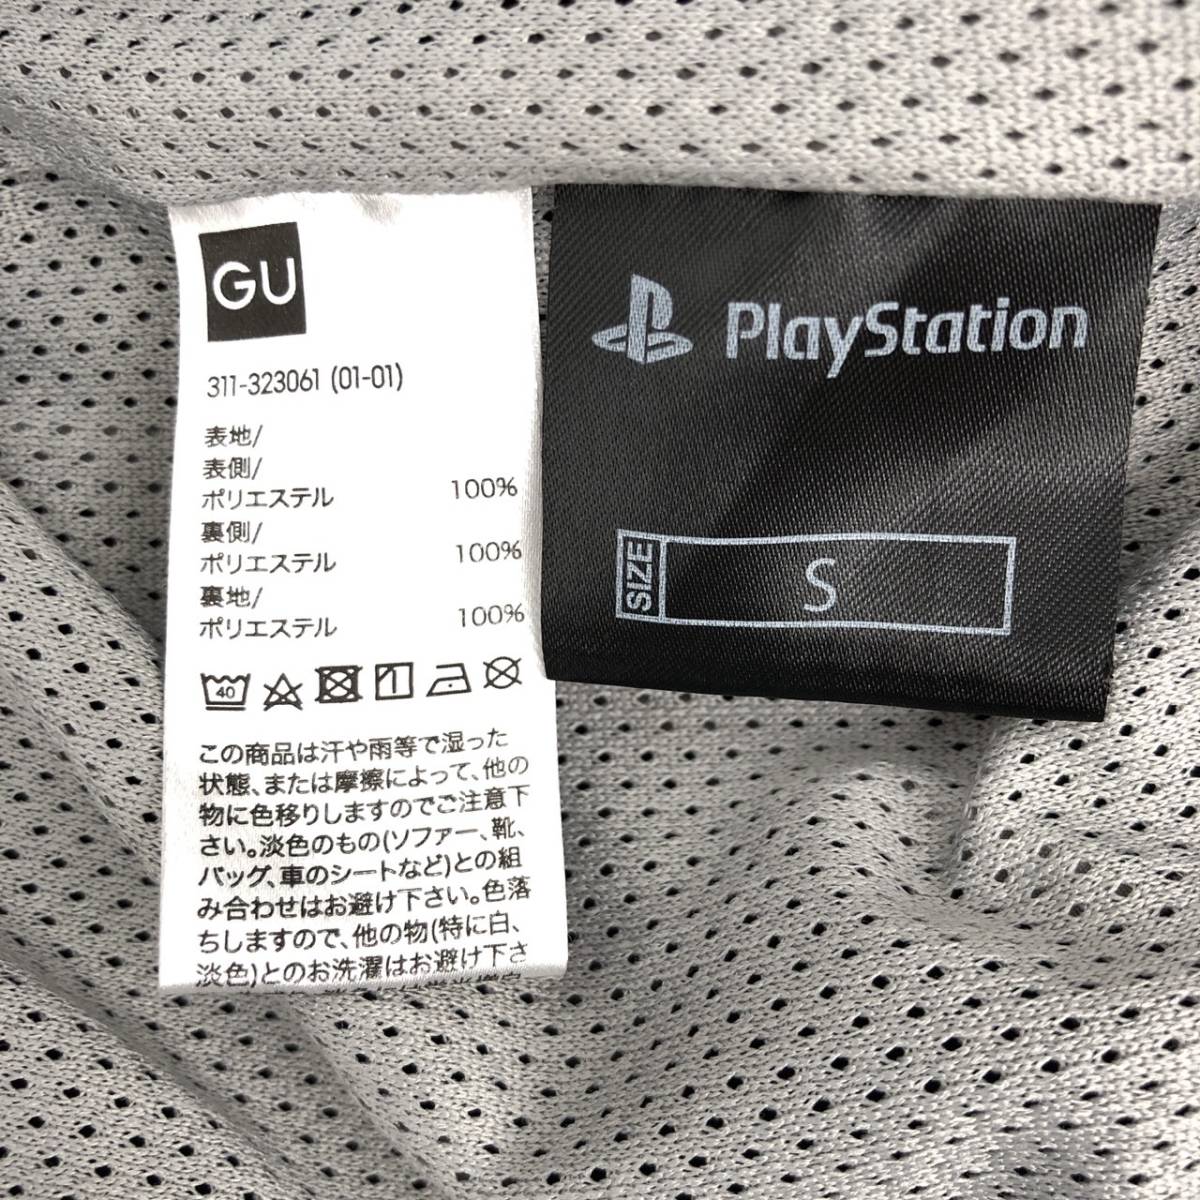 GU
311-323061 (01-01)
表地/
表側/
ポリエステル 100%
裏側/
ポリエステル 100%
裏地/
ポリエステル 100%
40
この商品は汗や雨等で湿った
状態、または摩擦によって、他の
物に色移りしますのでご注意下
さい。淡色のもの(ソファー、靴、
バッグ、車のシートなど)との組
み合わせはお避け下さい。色落
ちしますので、他の物(特に白、
淡色)とのお洗濯はお避け下さ
PlayStation
SIZE S